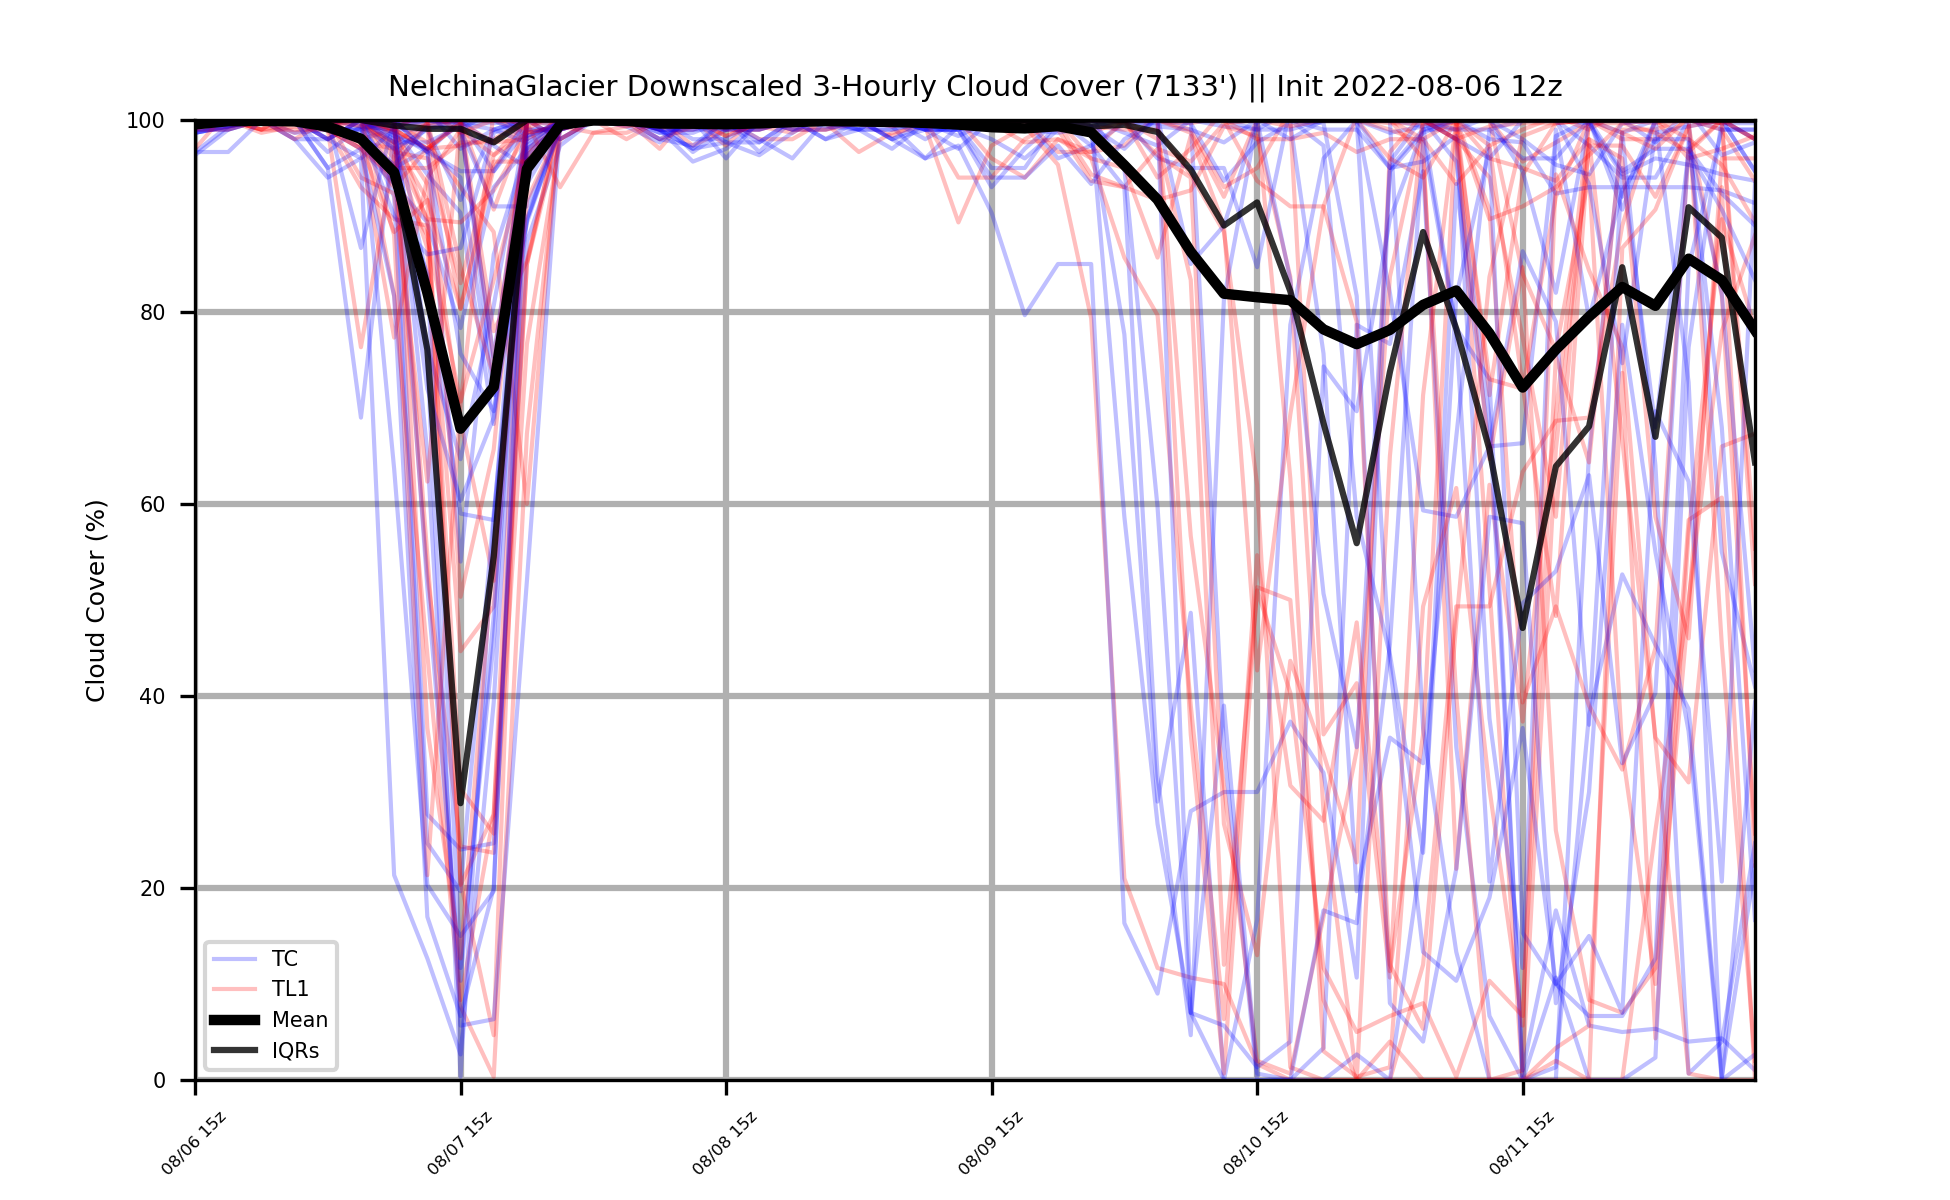 NelchinaGlacier Downscaled 3-Hourly Cloud Cover (7133') || Init 2022-08-06 12z
Cloud Cover (%)
100
80
60
40
20
0
TC
TL1
Mean
IQRs
08/06 15z
08/07 15z
08/08 15z
08/09 15z
08/10 15z
08/11 15z